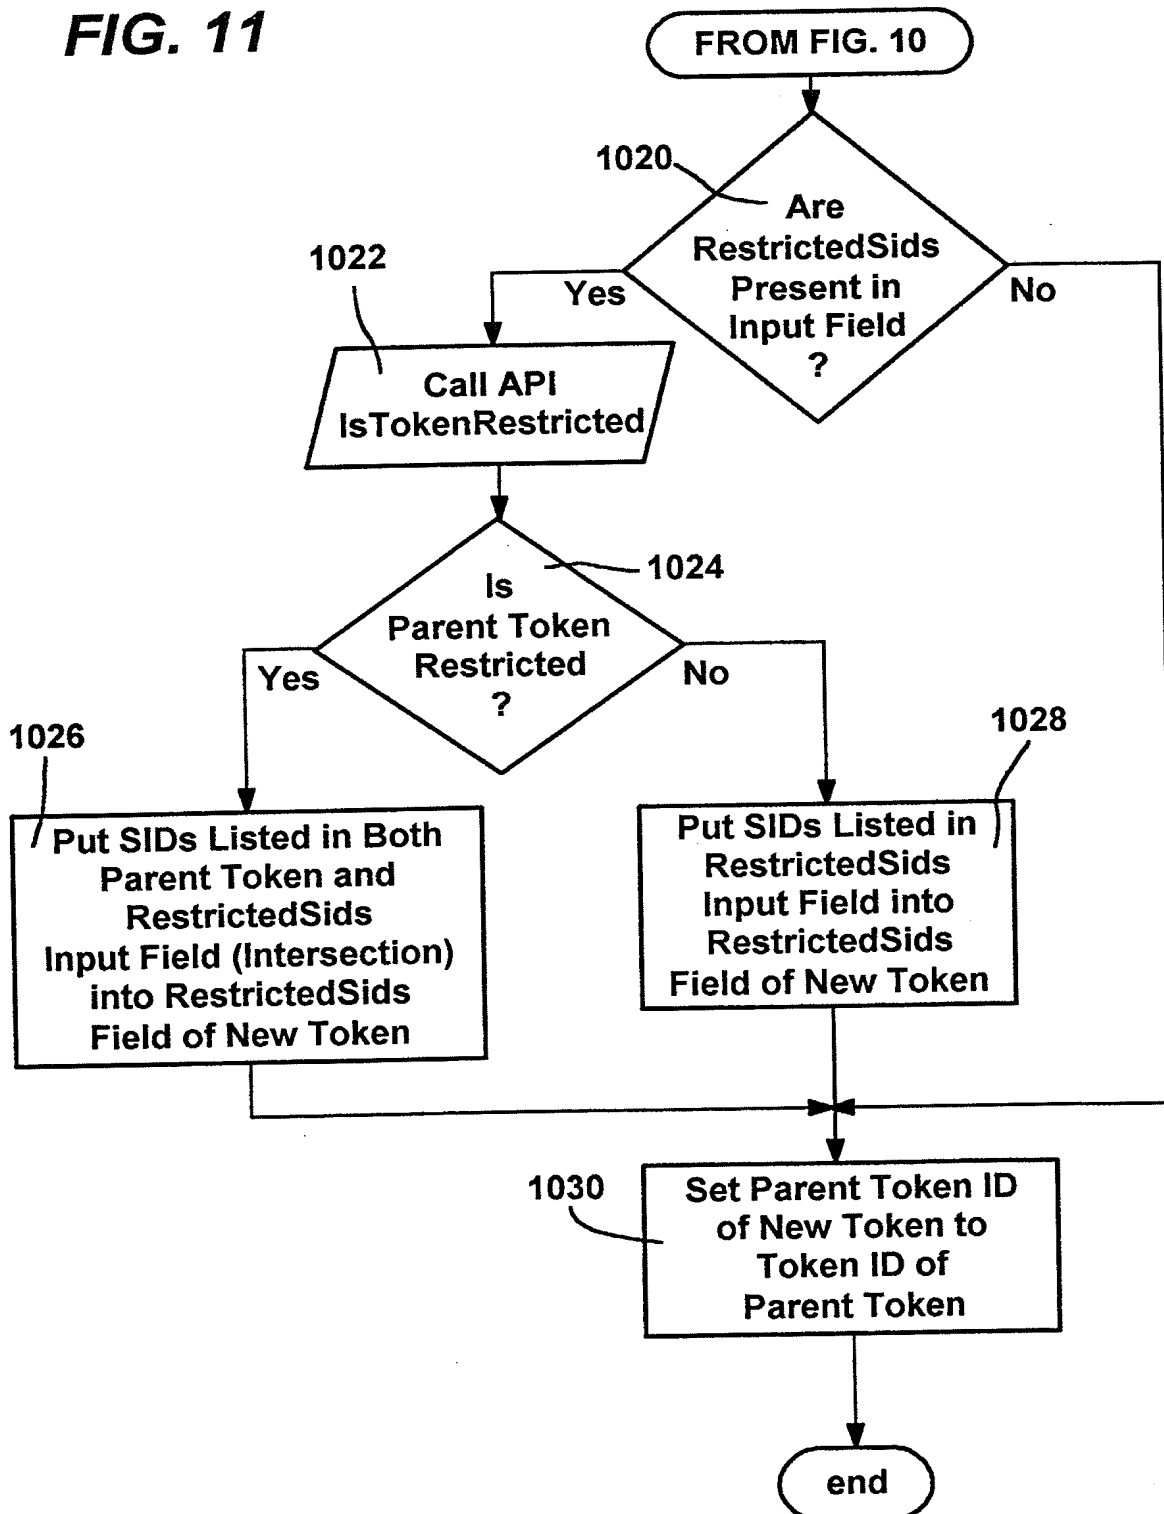 FIG. 11
FROM FIG. 10
1020
Are
RestrictedSids
Present in
Input Field
?
Yes
No
1022
Call API
IsTokenRestricted
1024
Is
Parent Token
Restricted
?
Yes
No
1026
Put SIDs Listed in Both
Parent Token and
RestrictedSids
Input Field (Intersection)
into RestrictedSids
Field of New Token
1028
Put SIDs Listed in
RestrictedSids
Input Field into
RestrictedSids
Field of New Token
1030
Set Parent Token ID
of New Token to
Token ID of
Parent Token
end